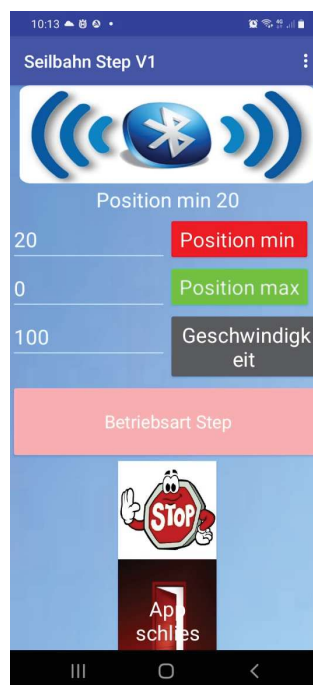 10:13
Seilbahn Step V1
Position min 20
20
Position min
0
Position max
100
Geschwindigk
eit
Betriebsart Step
STOP
App
schlies